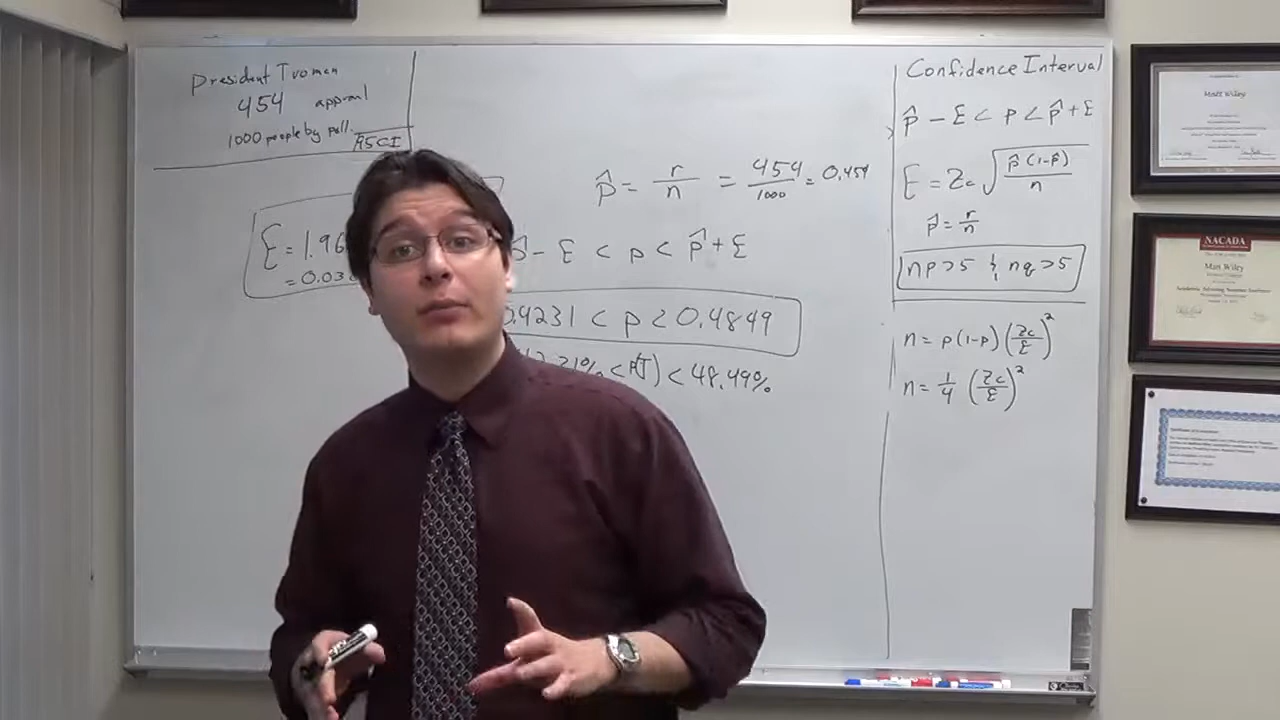 President Truman
454 approval
1000 people by poll.
95CI
p̂ = r/n = 454/1000 = 0.454
E = 1.96
= 0.03
p̂ - E < p < p̂ + E
.4231 < p < 0.4849
% < P(T) < 48.49%
Confidence Interval
p̂ - E < p < p̂ + E
E = Zc √(p̂(1-p̂)/n)
p̂ = r/n
np > 5 & nq > 5
n = p(1-p)(Zc/E)²
n = 1/4 (Zc/E)²
Matt Wiley
NACADA
Matt Wiley